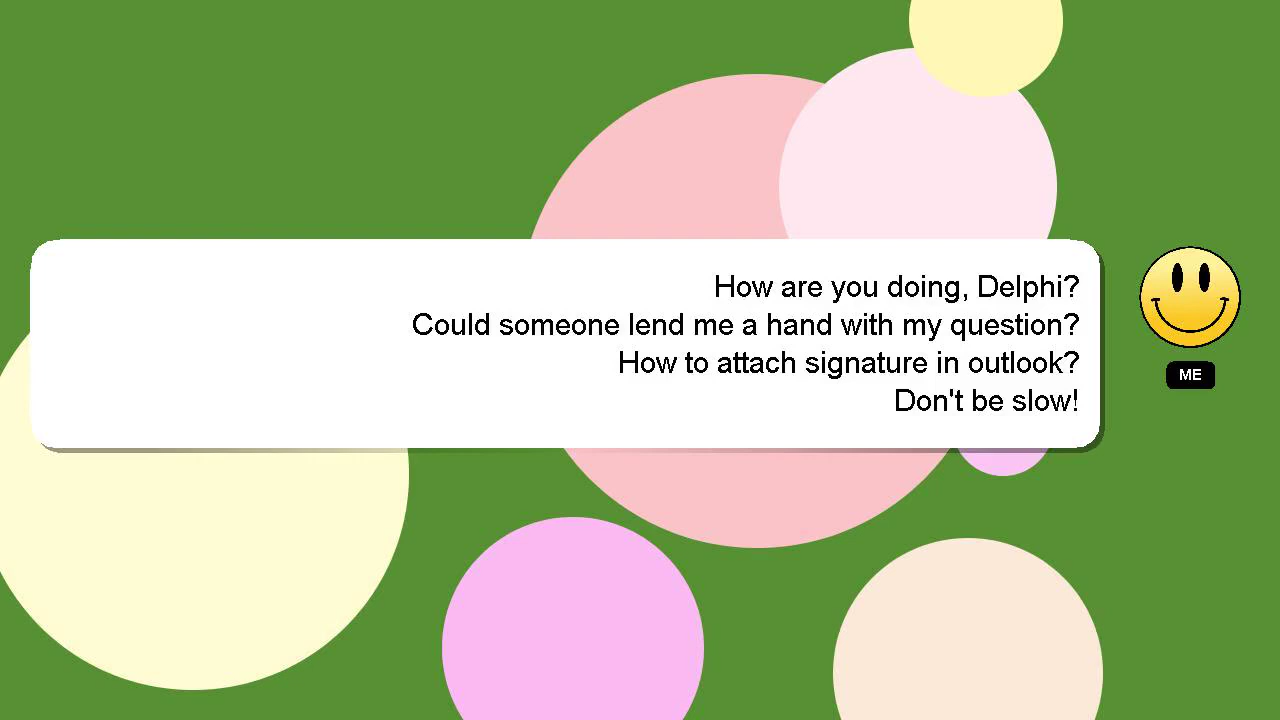 How are you doing, Delphi?
Could someone lend me a hand with my question?
How to attach signature in outlook?
Don't be slow!
ME